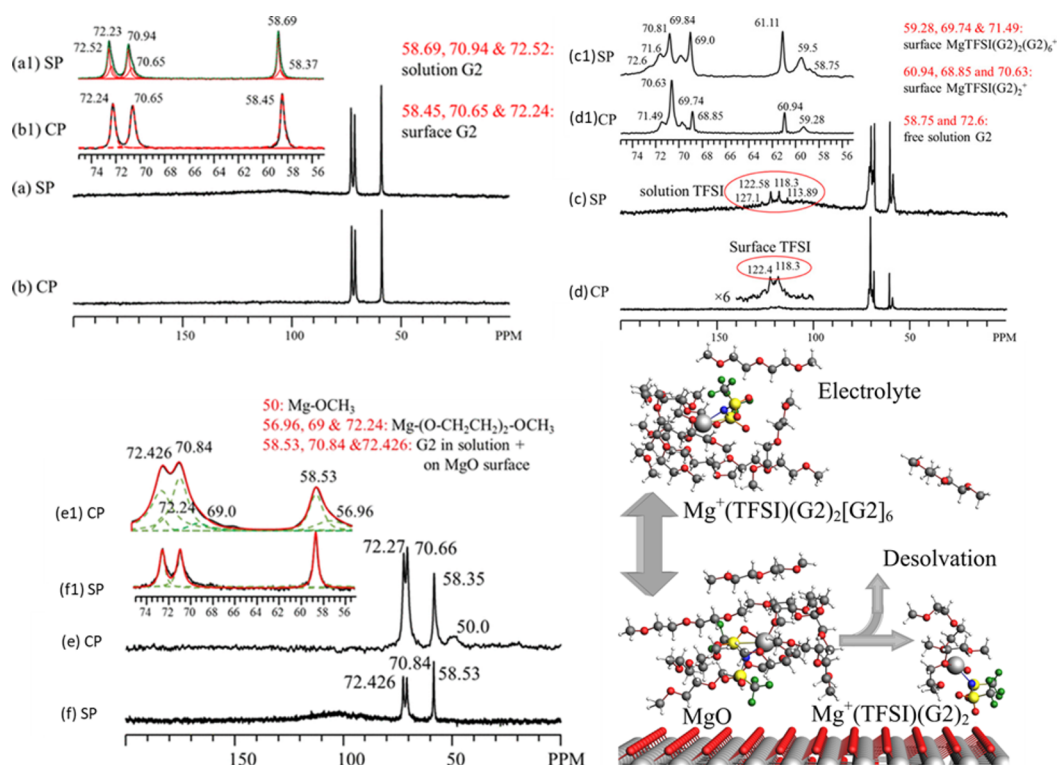 72.23
70.94
58.69
72.52
70.65
58.37
(a1) SP
58.69, 70.94 & 72.52:
solution G2
72.24
70.65
58.45
(b1) CP
58.45, 70.65 & 72.24:
surface G2
74 72 70 68 66 64 62 60 58 56
(a) SP
(b) CP
150 100 50 PPM
70.81
69.84
61.11
71.6
69.0
59.5
72.6
58.75
(c1)SP
59.28, 69.74 & 71.49:
surface MgTFSI(G2)2(G2)6+
60.94, 68.85 and 70.63:
surface MgTFSI(G2)2+
58.75 and 72.6:
free solution G2
70.63
69.74
60.94
71.49
68.85
59.28
(d1)CP
72 70 68 66 64 62 60 58 56
solution TFSI
122.58 118.3
127.1 113.89
(c) SP
Surface TFSI
122.4 118.3
×6
(d) CP
150 100 50 PPM
50: Mg-OCH3
56.96, 69 & 72.24: Mg-(O-CH2CH2)2-OCH3
58.53, 70.84 &72.426: G2 in solution +
on MgO surface
72.426 70.84
58.53
72.24
69.0
56.96
(e1) CP
(f1) SP
74 72 70 68 66 64 62 60 58 56
72.27 70.66
58.35
50.0
(e) CP
70.84
72.426
58.53
(f) SP
150 100 50 PPM
Electrolyte
Mg+(TFSI)(G2)2[G2]6
Desolvation
MgO
Mg+(TFSI)(G2)2